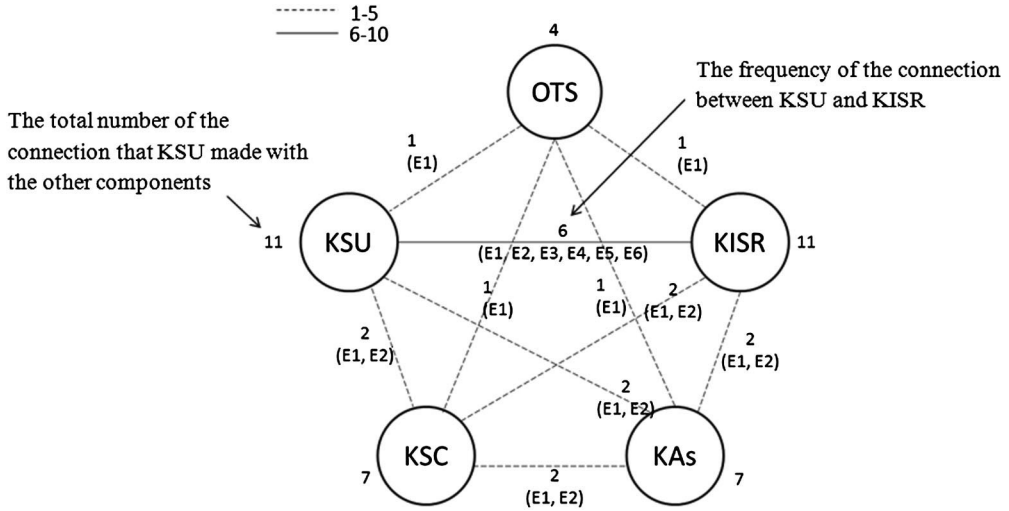 1-5
6-10
4
OTS
The frequency of the connection
between KSU and KISR
The total number of the
connection that KSU made with
the other components
1
(E1)
1
(E1)
11
KSU
6
(E1, E2, E3, E4, E5, E6)
KISR
11
1
(E1)
1
(E1)
2
(E1, E2)
2
(E1, E2)
2
(E1, E2)
2
(E1, E2)
KSC
7
KAs
7
2
(E1, E2)